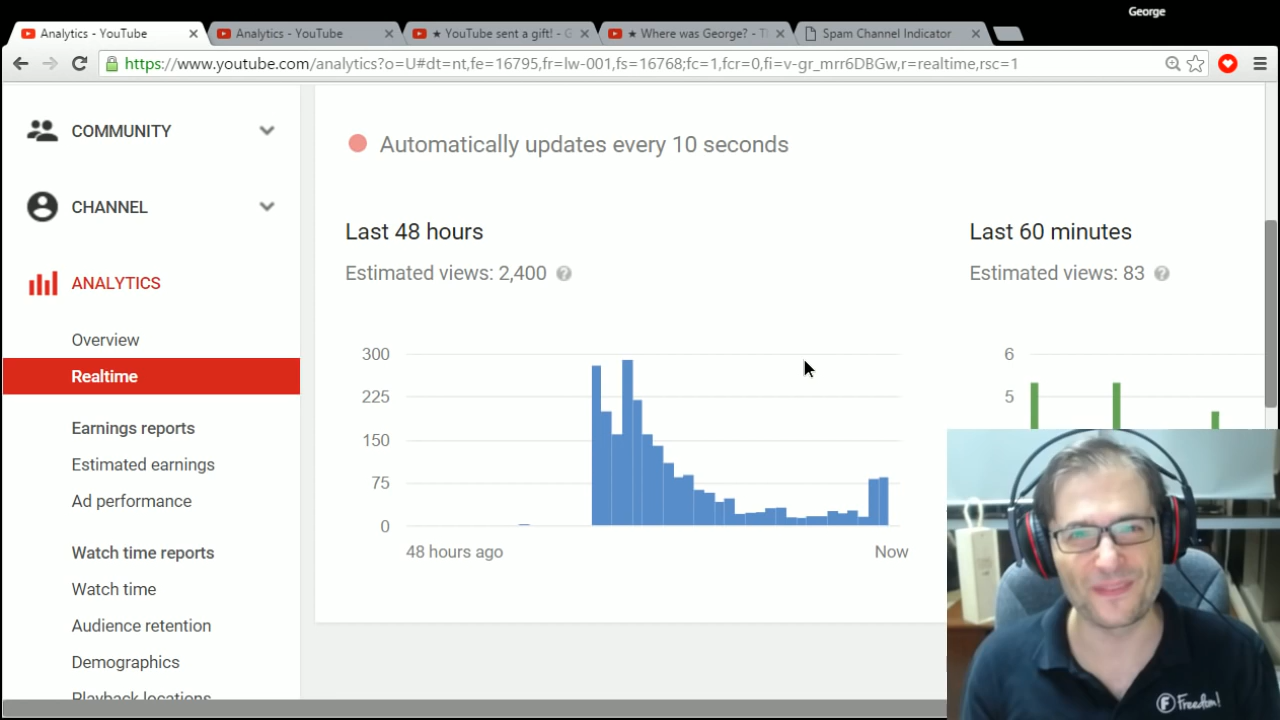 George
Analytics - YouTube
Analytics - YouTube
★ YouTube sent a gift! - G
★ Where was George? - Th
Spam Channel Indicator
https://www.youtube.com/analytics?o=U#dt=nt,fe=16795,fr=lw-001,fs=16768;fc=1,fcr=0,fi=v-gr_mrr6DBGw,r=realtime,rsc=1
COMMUNITY
CHANNEL
ANALYTICS
Overview
Realtime
Earnings reports
Estimated earnings
Ad performance
Watch time reports
Watch time
Audience retention
Demographics
Playback locations
Automatically updates every 10 seconds
Last 48 hours
Estimated views: 2,400 ?
300
225
150
75
0
48 hours ago
Now
Last 60 minutes
Estimated views: 83 ?
6
5
F Freedom!